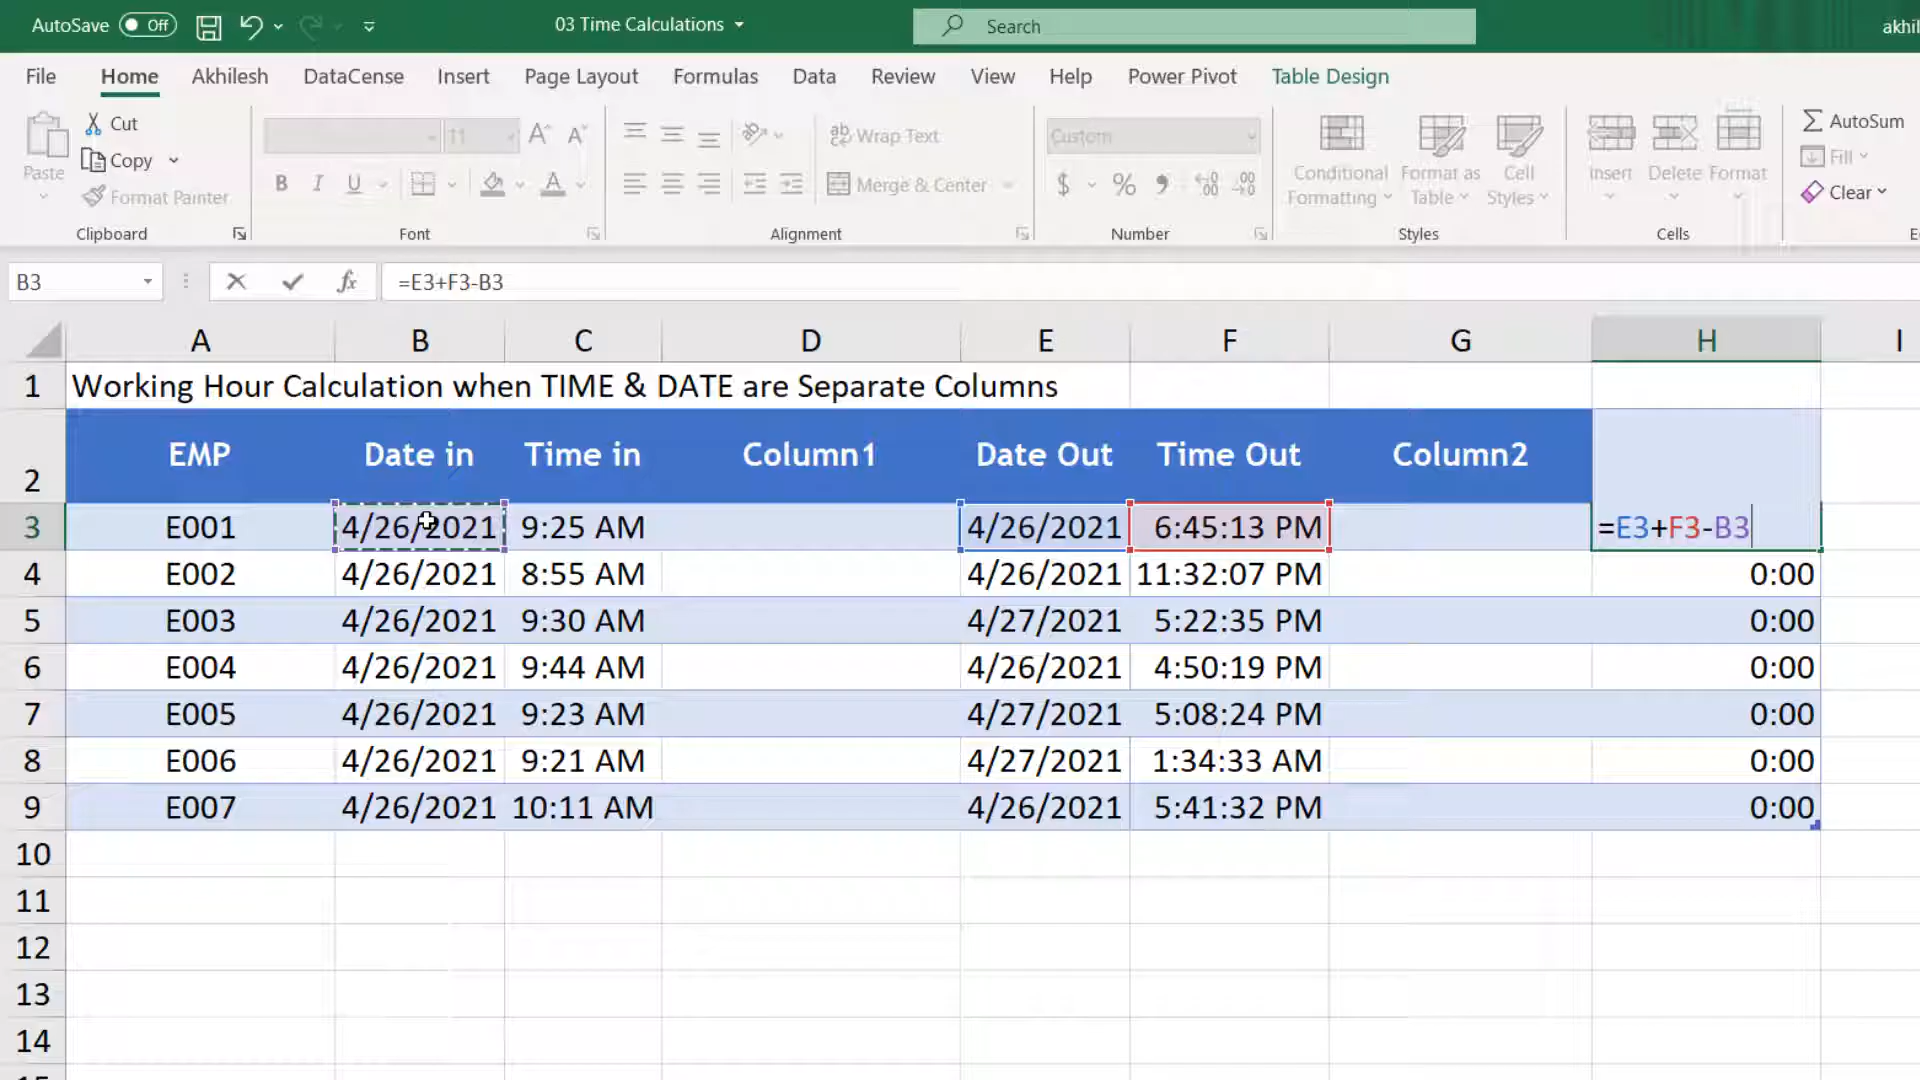 AutoSave Off 03 Time Calculations Search akhil
File Home Akhilesh DataCense Insert Page Layout Formulas Data Review View Help Power Pivot Table Design
Paste Cut Copy Format Painter Clipboard
11 A A B I U A Font
ab Wrap Text Merge & Center Alignment
Custom $ % 9 Number
Conditional Formatting Format as Table Cell Styles Styles
Insert Delete Format Cells
AutoSum Fill Clear E
B3 fx =E3+F3-B3
A B C D E F G H I
1 Working Hour Calculation when TIME & DATE are Separate Columns
2 EMP Date in Time in Column1 Date Out Time Out Column2
3 E001 4/26/2021 9:25 AM 4/26/2021 6:45:13 PM =E3+F3-B3
4 E002 4/26/2021 8:55 AM 4/26/2021 11:32:07 PM 0:00
5 E003 4/26/2021 9:30 AM 4/27/2021 5:22:35 PM 0:00
6 E004 4/26/2021 9:44 AM 4/26/2021 4:50:19 PM 0:00
7 E005 4/26/2021 9:23 AM 4/27/2021 5:08:24 PM 0:00
8 E006 4/26/2021 9:21 AM 4/27/2021 1:34:33 AM 0:00
9 E007 4/26/2021 10:11 AM 4/26/2021 5:41:32 PM 0:00
10
11
12
13
14